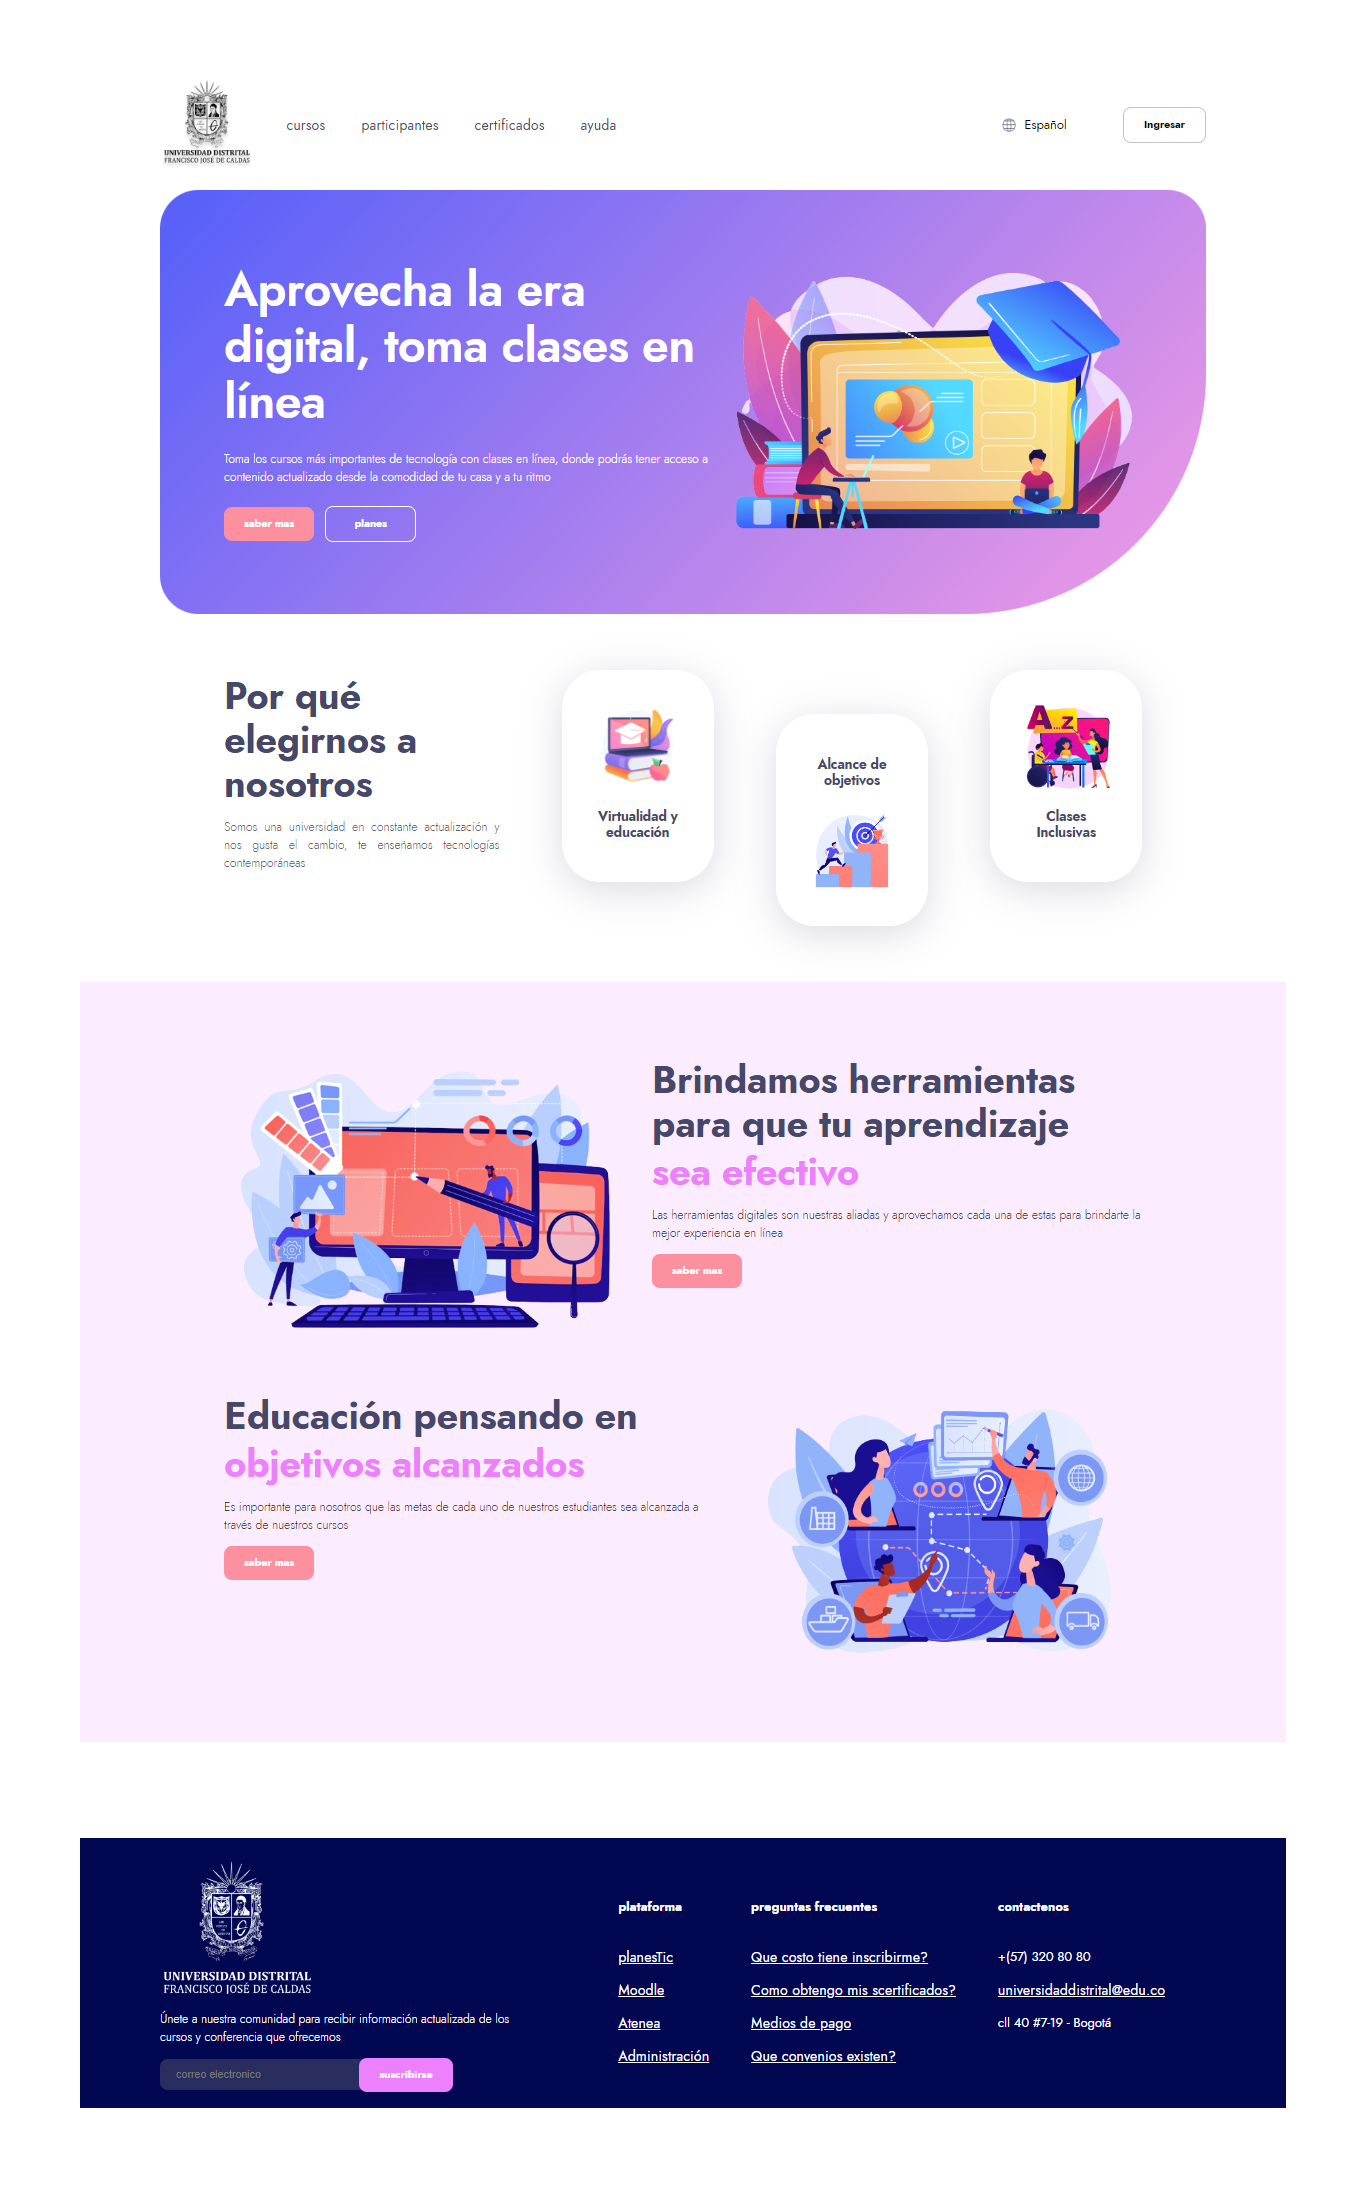 UNIVERSIDAD DISTRITAL
FRANCISCO JOSÉ DE CALDAS
cursos participantes certificados ayuda
Español
Ingresar
Aprovecha la era
digital, toma clases en
línea
Toma los cursos más importantes de tecnología con clases en línea, donde podrás tener acceso a
contenido actualizado desde la comodidad de tu casa y a tu ritmo
saber mas
planes
Por qué
elegirnos a
nosotros
Somos una universidad en constante actualización y
nos gusta el cambio, te enseñamos tecnologías
contemporáneas
Virtualidad y
educación
Alcance de
objetivos
A...z
Clases
Inclusivas
Brindamos herramientas
para que tu aprendizaje
sea efectivo
Las herramientas digitales son nuestras aliadas y aprovechamos cada una de estas para brindarte la
mejor experiencia en línea
saber mas
Educación pensando en
objetivos alcanzados
Es importante para nosotros que las metas de cada uno de nuestros estudiantes sea alcanzada a
través de nuestros cursos
saber mas
UNIVERSIDAD DISTRITAL
FRANCISCO JOSÉ DE CALDAS
Únete a nuestra comunidad para recibir información actualizada de los
cursos y conferencia que ofrecemos
correo electronico
suscribirse
plataforma
planesTic
Moodle
Atenea
Administración
preguntas frecuentes
Que costo tiene inscribirme?
Como obtengo mis scertificados?
Medios de pago
Que convenios existen?
contactenos
+(57) 320 80 80
universidaddistrital@edu.co
cll 40 #7-19 - Bogotá